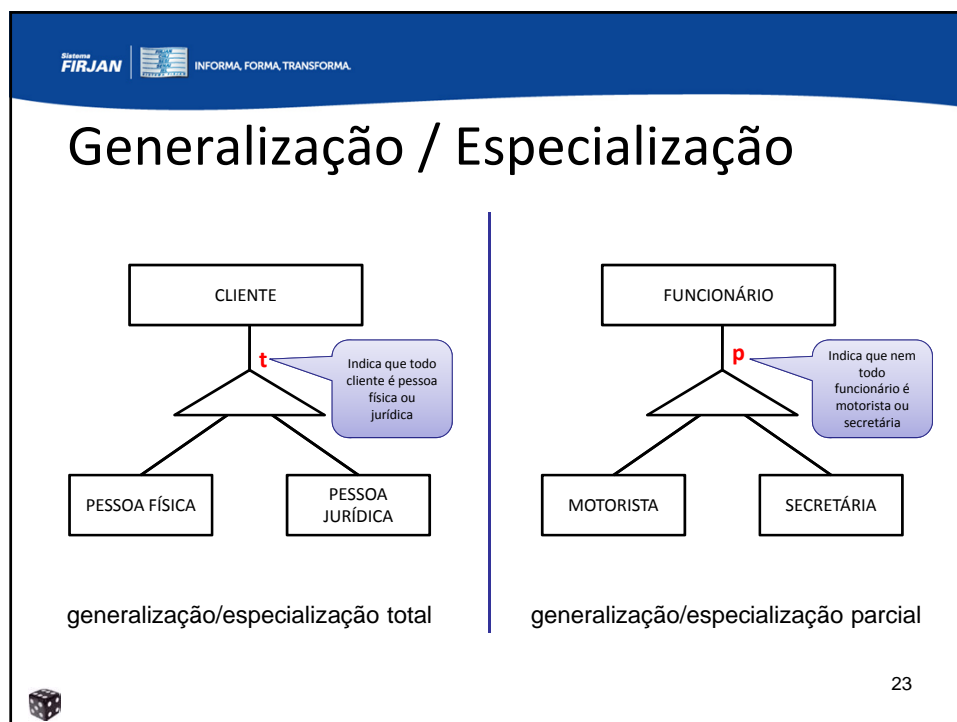 Sistema
FIRJAN
INFORMA, FORMA, TRANSFORMA.
Generalização / Especialização
CLIENTE
t
Indica que todo
cliente é pessoa
física ou
jurídica
PESSOA FÍSICA
PESSOA
JURÍDICA
generalização/especialização total
FUNCIONÁRIO
p
Indica que nem
todo
funcionário é
motorista ou
secretária
MOTORISTA
SECRETÁRIA
generalização/especialização parcial
23